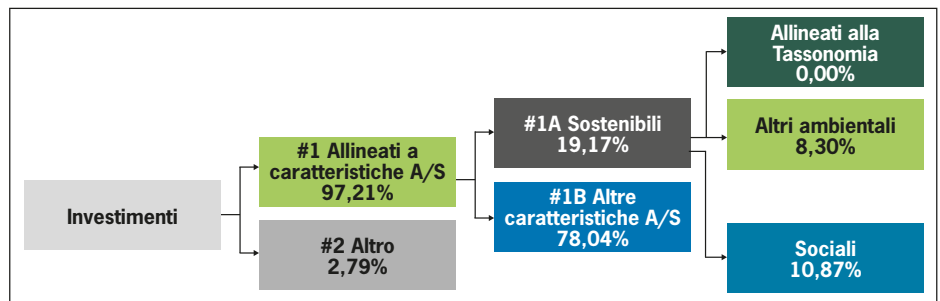 Investimenti
#1 Allineati a
caratteristiche A/S
97,21%
#2 Altro
2,79%
#1A Sostenibili
19,17%
#1B Altre
caratteristiche A/S
78,04%
Allineati alla
Tassonomia
0,00%
Altri ambientali
8,30%
Sociali
10,87%